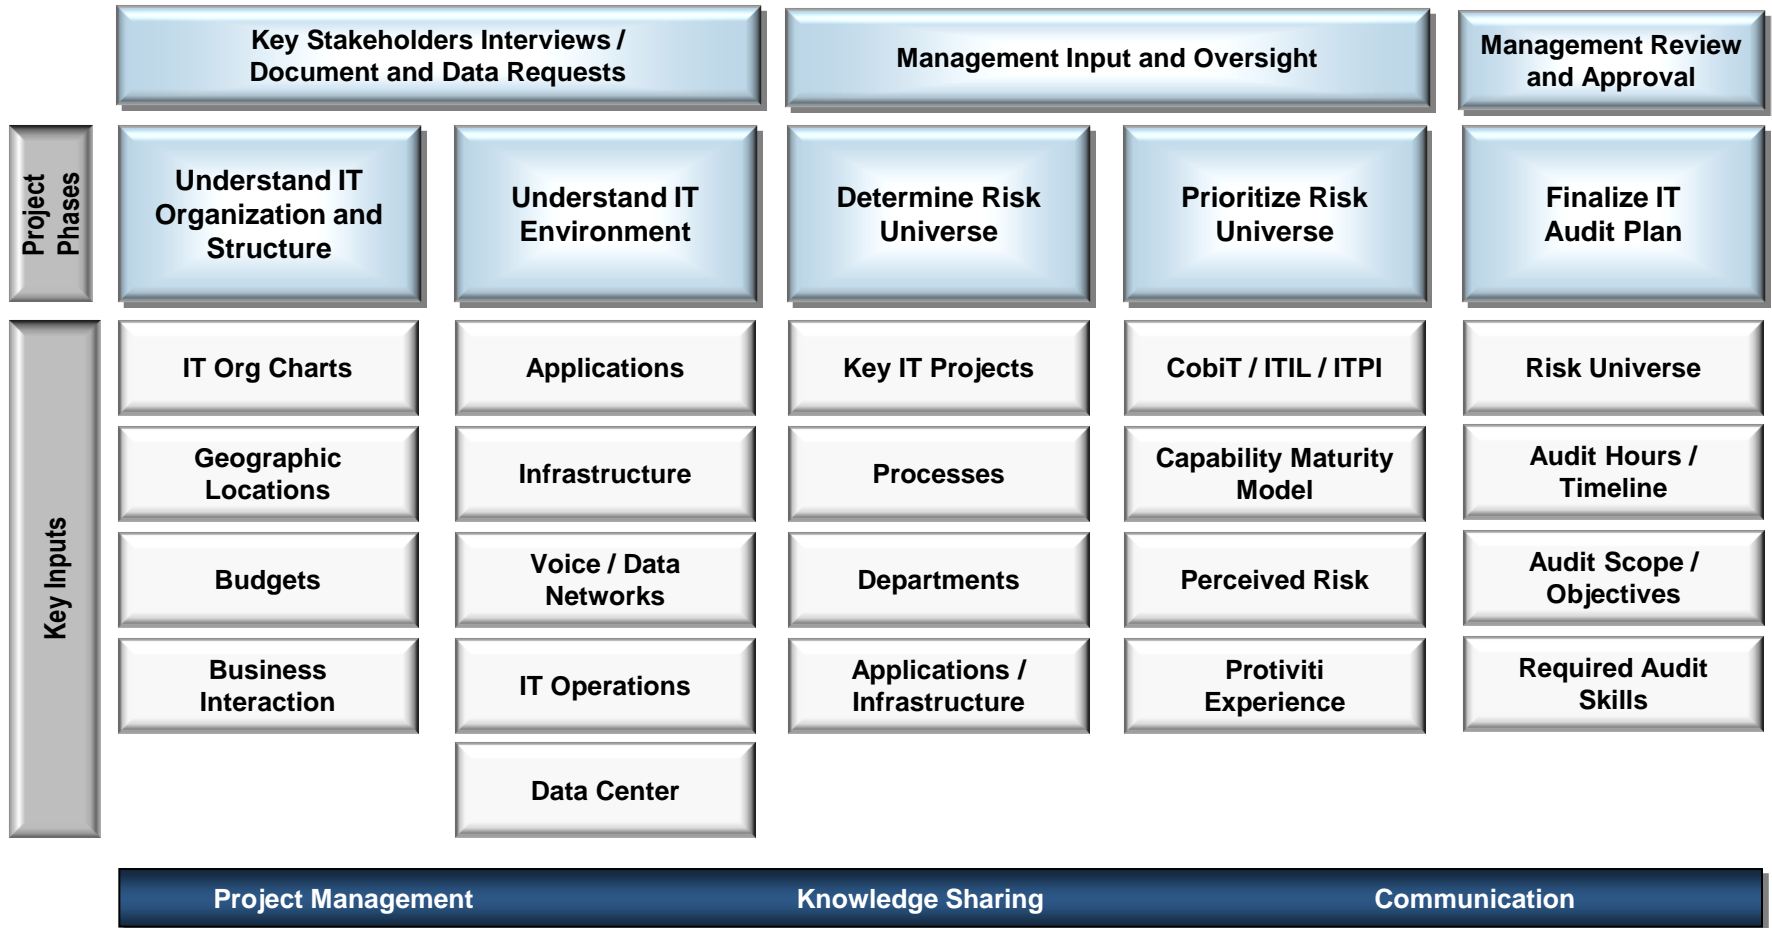 Key Stakeholders Interviews /
Document and Data Requests
Management Input and Oversight
Management Review
and Approval
Project
Phases
Understand IT
Organization and
Structure
Understand IT
Environment
Determine Risk
Universe
Prioritize Risk
Universe
Finalize IT
Audit Plan
Key Inputs
IT Org Charts
Geographic
Locations
Budgets
Business
Interaction
Applications
Infrastructure
Voice / Data
Networks
IT Operations
Data Center
Key IT Projects
Processes
Departments
Applications /
Infrastructure
CobiT / ITIL / ITPI
Capability Maturity
Model
Perceived Risk
Protiviti
Experience
Risk Universe
Audit Hours /
Timeline
Audit Scope /
Objectives
Required Audit
Skills
Project Management
Knowledge Sharing
Communication